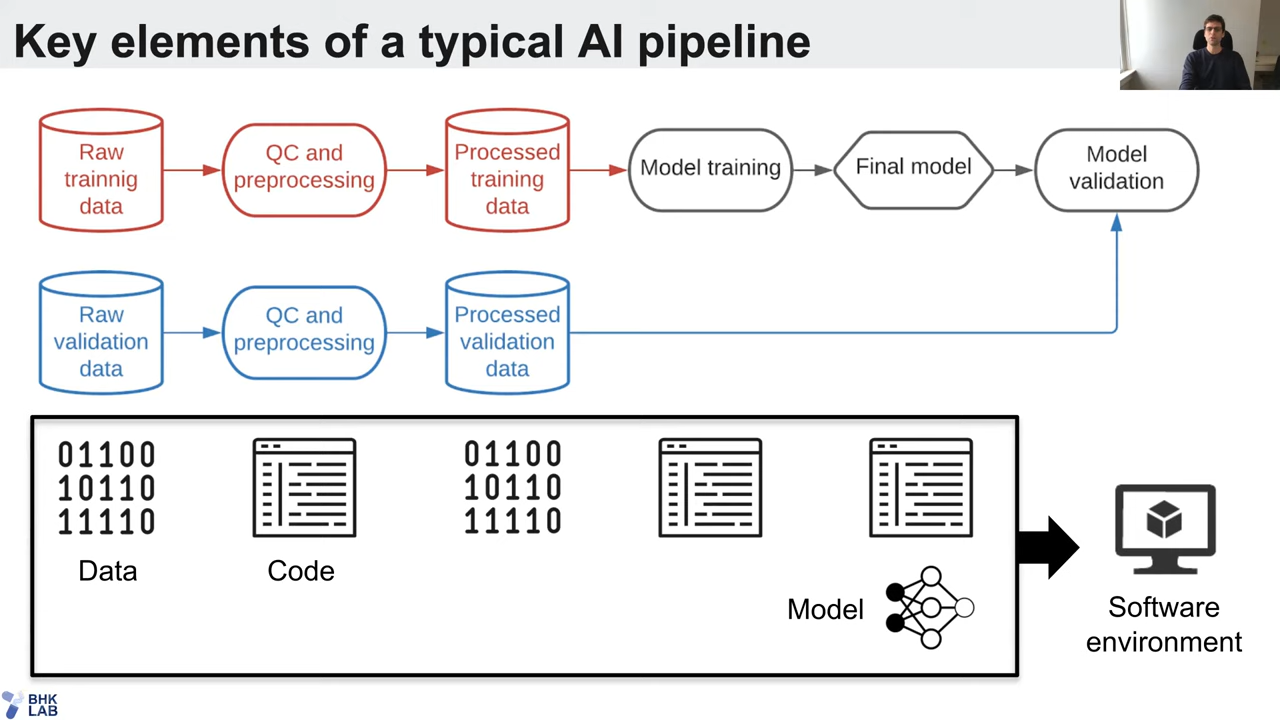 Key elements of a typical AI pipeline
Raw
trainnig
data
QC and
preprocessing
Processed
training
data
Model training
Final model
Model
validation
Raw
validation
data
QC and
preprocessing
Processed
validation
data
01100
10110
11110
01100
10110
11110
Data
Code
Model
Software
environment
BHK
LAB